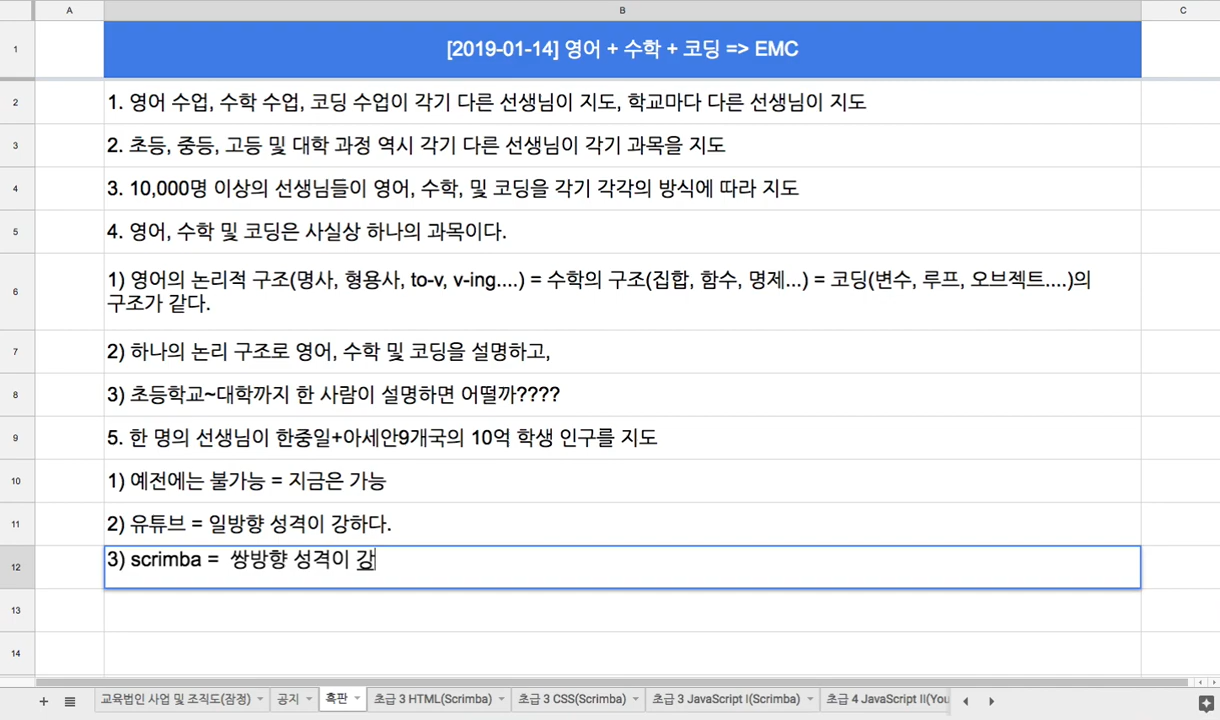 A B C
1 [2019-01-14] 영어 + 수학 + 코딩 => EMC
2 1. 영어 수업, 수학 수업, 코딩 수업이 각기 다른 선생님이 지도, 학교마다 다른 선생님이 지도
3 2. 초등, 중등, 고등 및 대학 과정 역시 각기 다른 선생님이 각기 과목을 지도
4 3. 10,000명 이상의 선생님들이 영어, 수학, 및 코딩을 각기 각각의 방식에 따라 지도
5 4. 영어, 수학 및 코딩은 사실상 하나의 과목이다.
6 1) 영어의 논리적 구조(명사, 형용사, to-v, v-ing....) = 수학의 구조(집합, 함수, 명제...) = 코딩(변수, 루프, 오브젝트....)의
구조가 같다.
7 2) 하나의 논리 구조로 영어, 수학 및 코딩을 설명하고,
8 3) 초등학교~대학까지 한 사람이 설명하면 어떨까????
9 5. 한 명의 선생님이 한중일+아세안9개국의 10억 학생 인구를 지도
10 1) 예전에는 불가능 = 지금은 가능
11 2) 유튜브 = 일방향 성격이 강하다.
12 3) scrimba = 쌍방향 성격이 강
13
14
교육법인 사업 및 조직도(잠정) 공지 흑판 초급 3 HTML(Scrimba) 초급 3 CSS(Scrimba) 초급 3 JavaScript I(Scrimba) 초급 4 JavaScript II(You